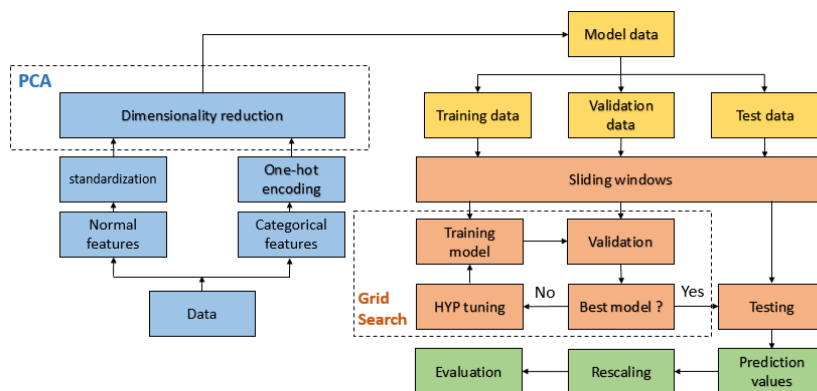 Model data
PCA
Dimensionality reduction
Training data
Validation
data
Test data
standardization
One-hot
encoding
Sliding windows
Normal
features
Categorical
features
Training
model
Validation
Data
Grid
Search
HYP tuning
No
Best model ?
Yes
Testing
Evaluation
Rescaling
Prediction
values